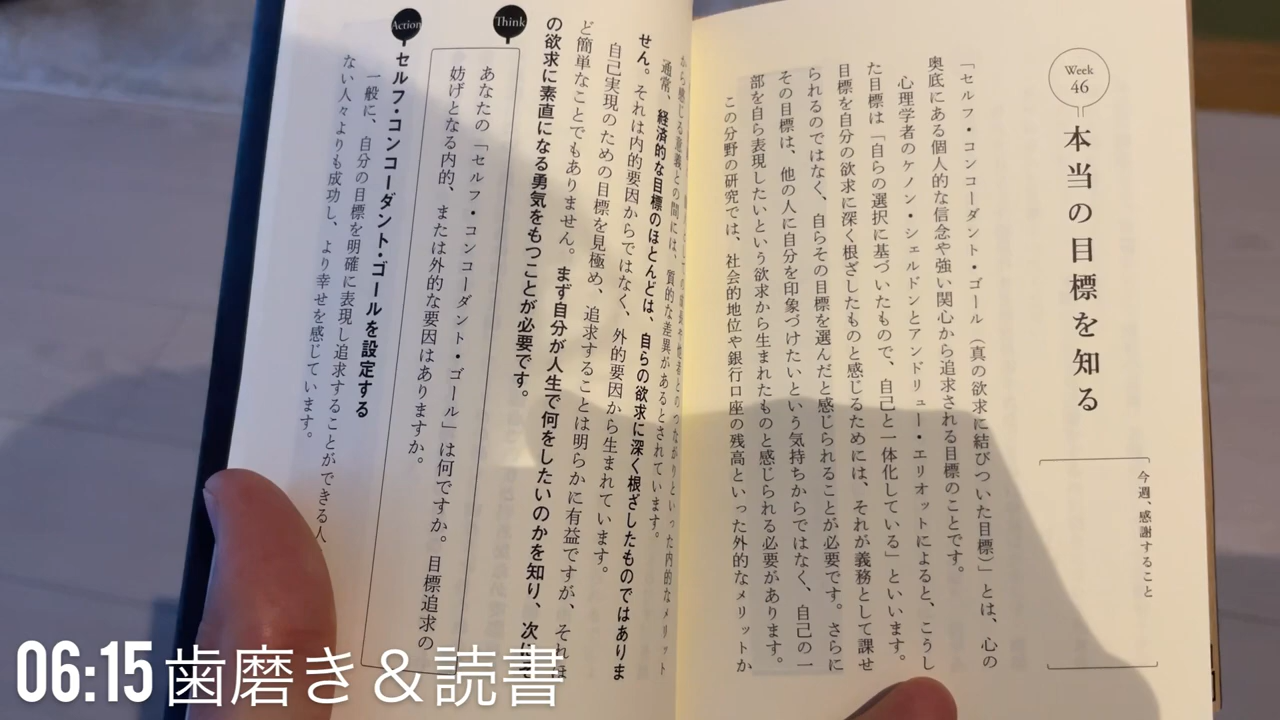 Week
46
本当の目標を知る
今週、感謝すること
「セルフ・コンコーダント・ゴール（真の欲求に結びついた目標）」とは、心の
奥底にある個人的な信念や強い関心から追求される目標のことです。
心理学者のケノン・シェルドンとアンドリュー・エリオットによると、こうし
た目標は「自らの選択に基づいたもので、自己と一体化している」といいます。
目標を自分の欲求に深く根ざしたものと感じるためには、それが義務として課せ
られるのではなく、自らその目標を選んだと感じられることが必要です。さらに
その目標は、他の人に自分を印象づけたいという気持ちからではなく、自己の一
部を自ら表現したいという欲求から生まれたものと感じられる必要があります。
この分野の研究では、社会的地位や銀行口座の残高といった外的なメリットか
ら感じる意義との間には、質的な差異があるとされています。
通常、経済的な目標のほとんどは、自らの欲求に深く根ざしたものではありま
せん。それは内的要因からではなく、外的要因から生まれています。
自己実現のための目標を見極め、追求することは明らかに有益ですが、それほ
ど簡単なことでもありません。まず自分が人生で何をしたいのかを知り、次に
の欲求に素直になる勇気をもつことが必要です。
Think
あなたの「セルフ・コンコーダント・ゴール」は何ですか。目標追求の
妨げとなる内的、または外的な要因はありますか。
Action
セルフ・コンコーダント・ゴールを設定する
一般に、自分の目標を明確に表現し追求することができる人
ない人々よりも成功し、より幸せを感じています。
06:15歯磨き＆読書